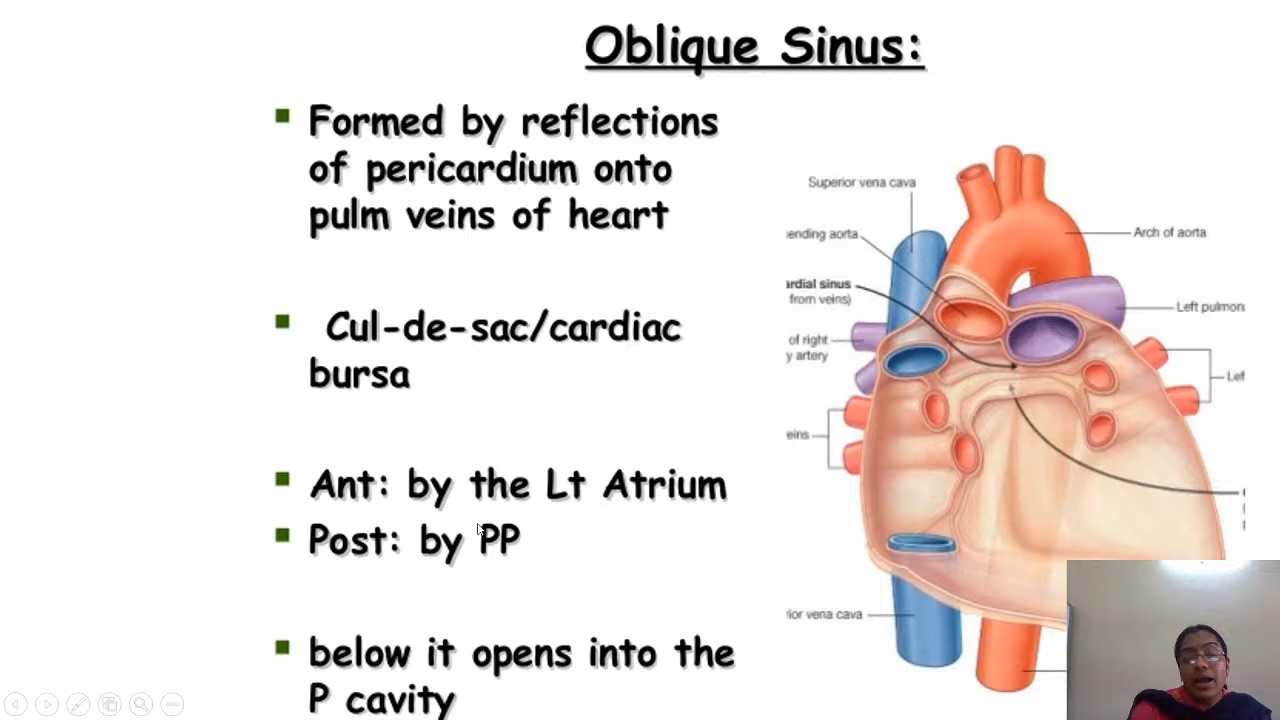 Oblique Sinus:
Formed by reflections
of pericardium onto
pulm veins of heart
Cul-de-sac/cardiac
bursa
Ant: by the Lt Atrium
Post: by PP
below it opens into the
P cavity
Superior vena cava
ending aorta
ardial sinus
from veins)
of right
y artery
eins
rior vena cava
Arch of aorta
Left pulmon
Lef